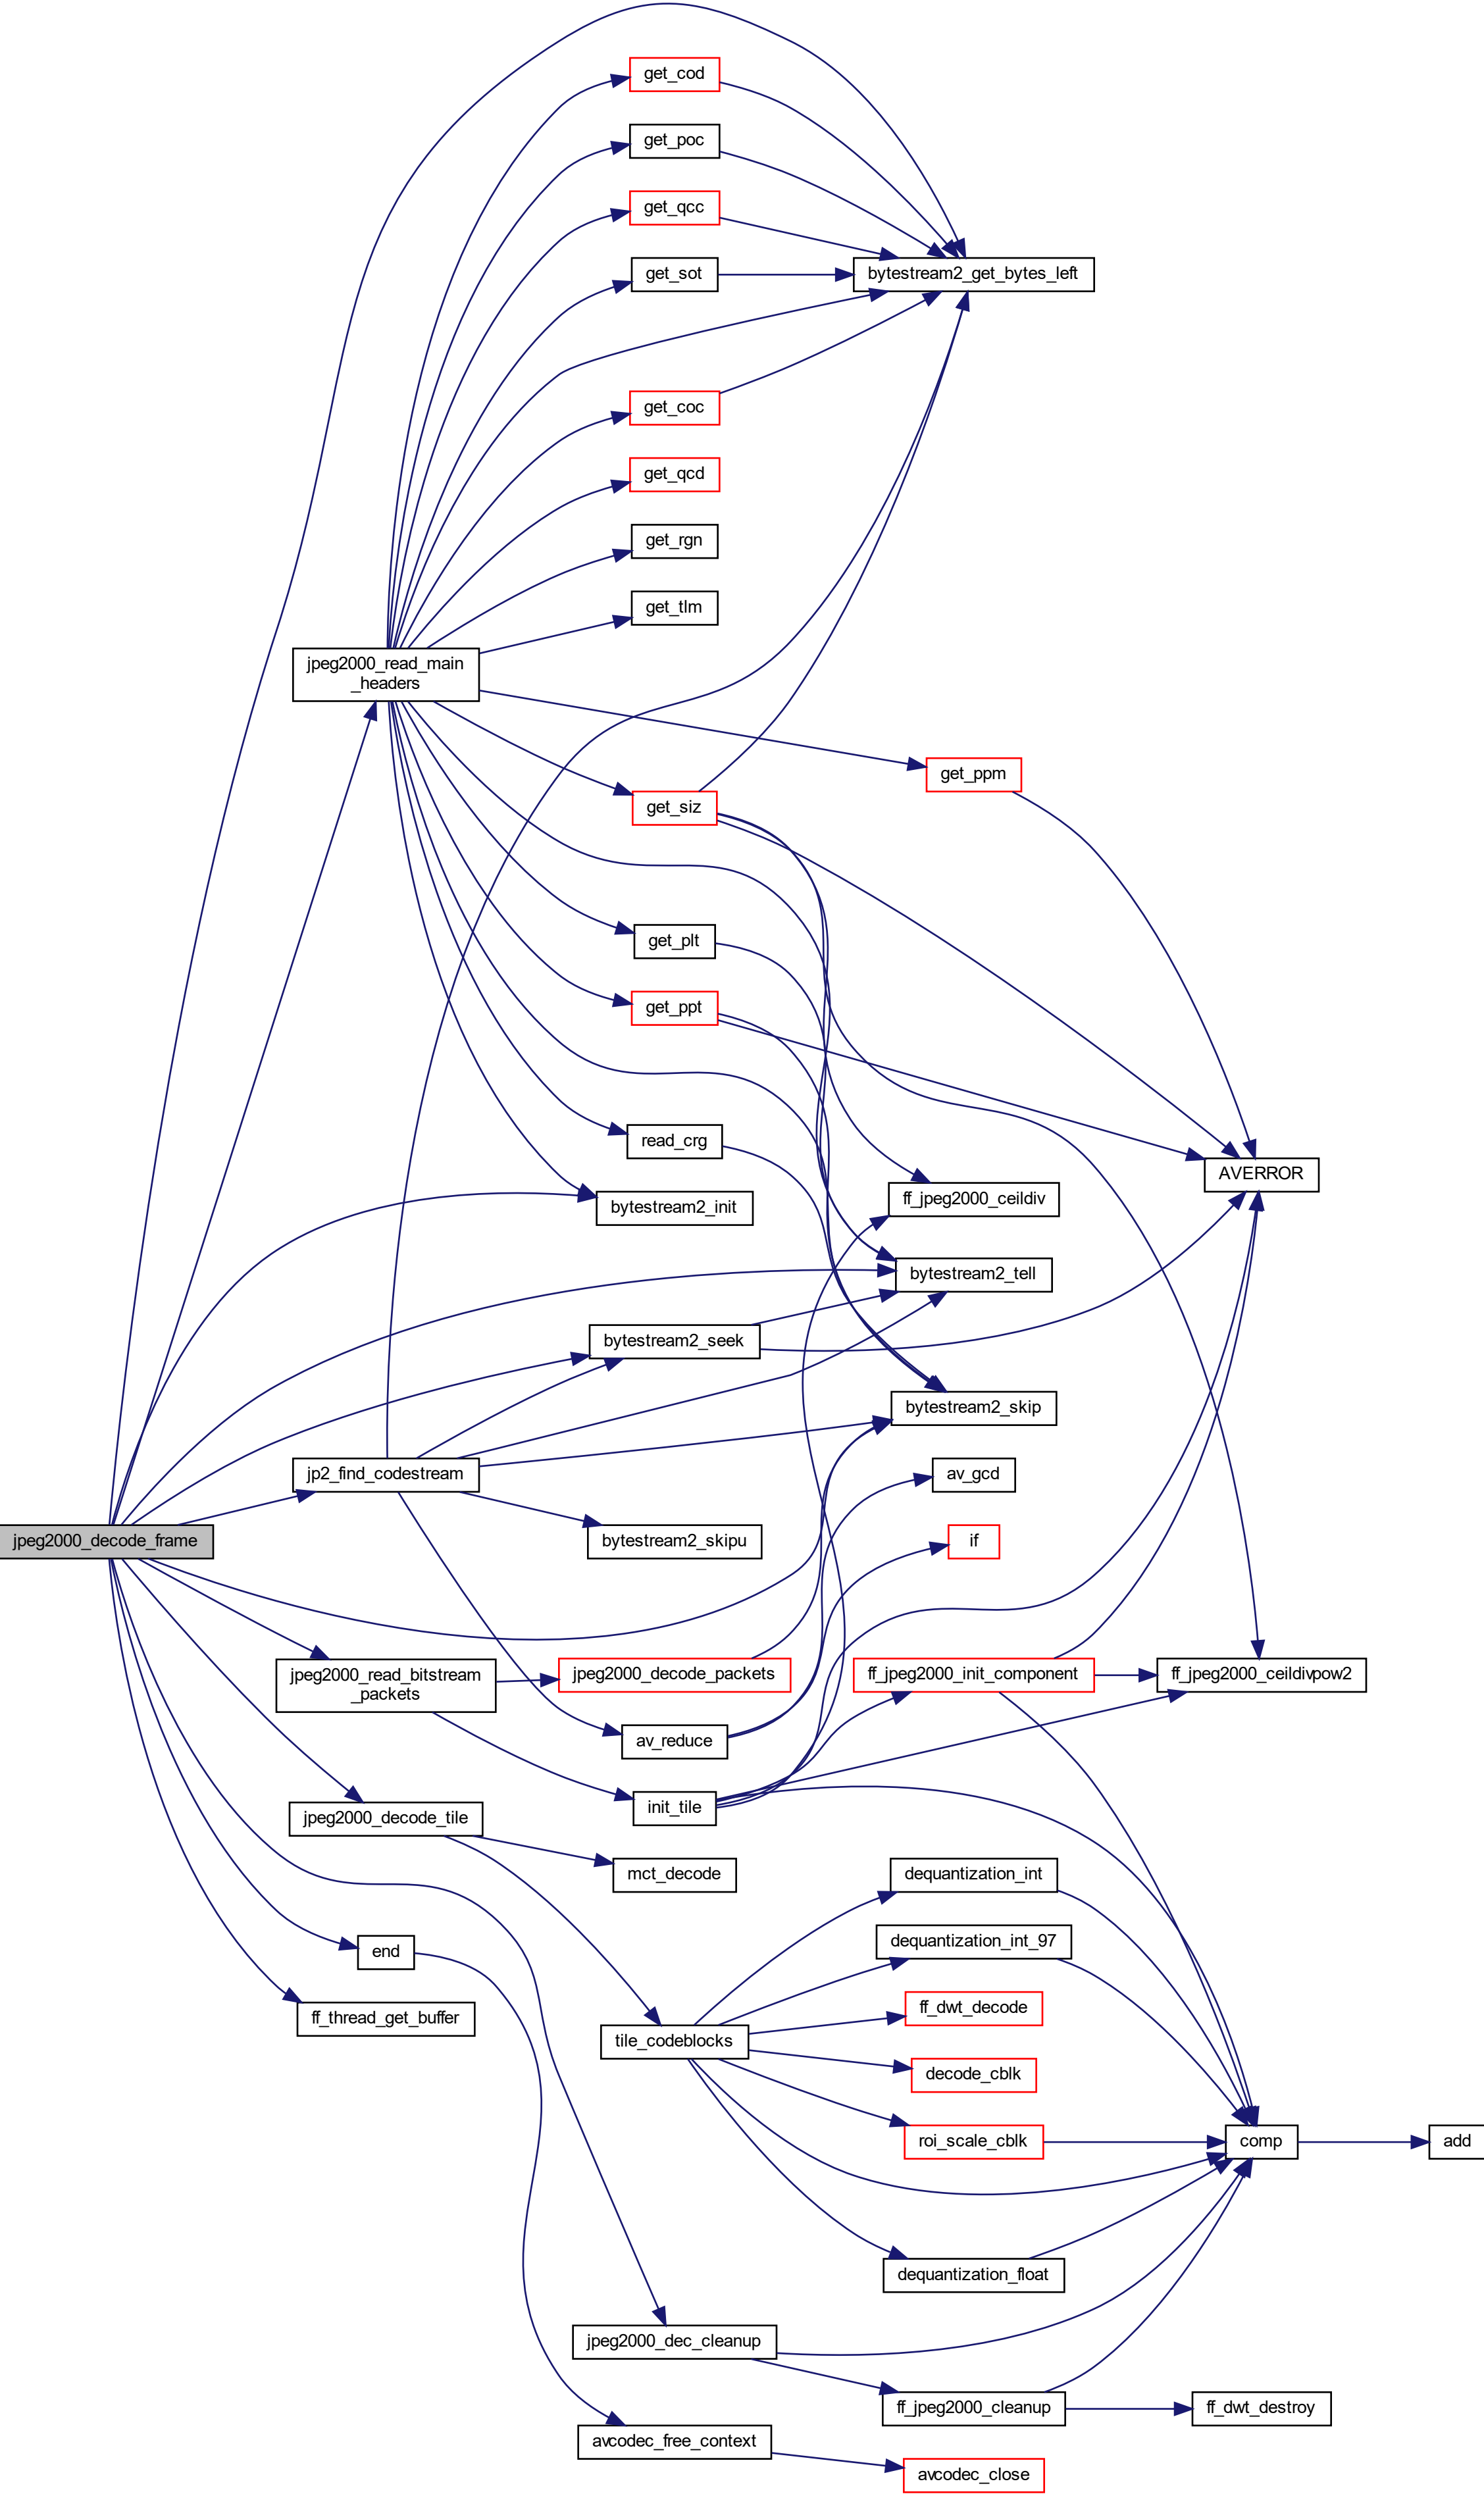 get_cod
get_poc
get_qcc
get_sot
bytestream2_get_bytes_left
get_coc
get_qcd
get_rgn
get_tlm
jpeg2000_read_main
_headers
get_ppm
get_siz
get_plt
get_ppt
read_crg
AVERROR
bytestream2_init
ff_jpeg2000_ceildiv
bytestream2_tell
bytestream2_seek
bytestream2_skip
jp2_find_codestream
av_gcd
jpeg2000_decode_frame
bytestream2_skipu
if
jpeg2000_read_bitstream
_packets
jpeg2000_decode_packets
ff_jpeg2000_init_component
ff_jpeg2000_ceildivpow2
av_reduce
init_tile
jpeg2000_decode_tile
mct_decode
dequantization_int
end
dequantization_int_97
ff_thread_get_buffer
ff_dwt_decode
tile_codeblocks
decode_cblk
roi_scale_cblk
comp
add
dequantization_float
jpeg2000_dec_cleanup
ff_jpeg2000_cleanup
ff_dwt_destroy
avcodec_free_context
avcodec_close